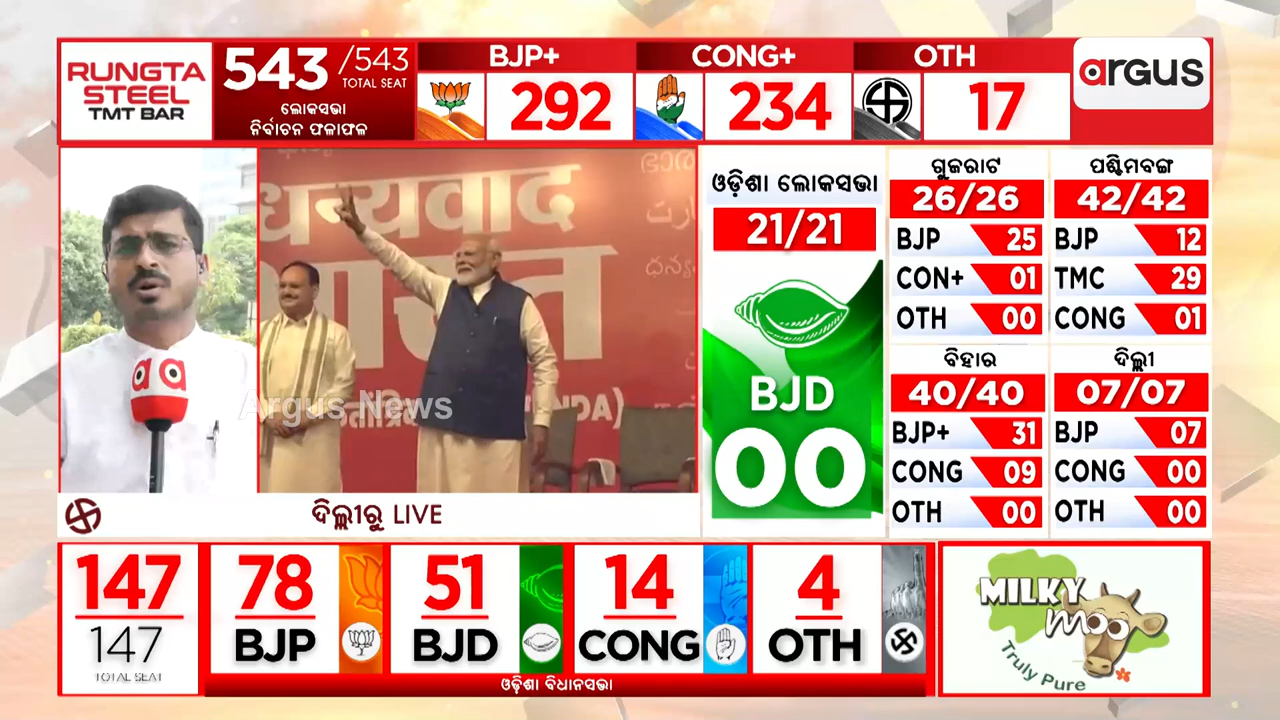 RUNGTA
STEEL
TMT BAR
543 /543
TOTAL SEAT
ଲୋକସଭା
ନିର୍ବାଚନ ଫଳାଫଳ
BJP+
292
CONG+
234
OTH
17
argus
धन्यवाद
भारत
NDA)
Argus News
ଦିଲ୍ଲୀରୁ LIVE
ଓଡ଼ିଶା ଲୋକସଭା
21/21
BJD
00
ଗୁଜରାଟ
26/26
BJP 25
CON+ 01
OTH 00
ପଶ୍ଚିମବଙ୍ଗ
42/42
BJP 12
TMC 29
CONG 01
ବିହାର
40/40
BJP+ 31
CONG 09
OTH 00
ଦିଲ୍ଲୀ
07/07
BJP 07
CONG 00
OTH 00
147
147
TOTAL SEAT
78
BJP
51
BJD
14
CONG
4
OTH
ଓଡ଼ିଶା ବିଧାନସଭା
MILKY
moo
Truly Pure